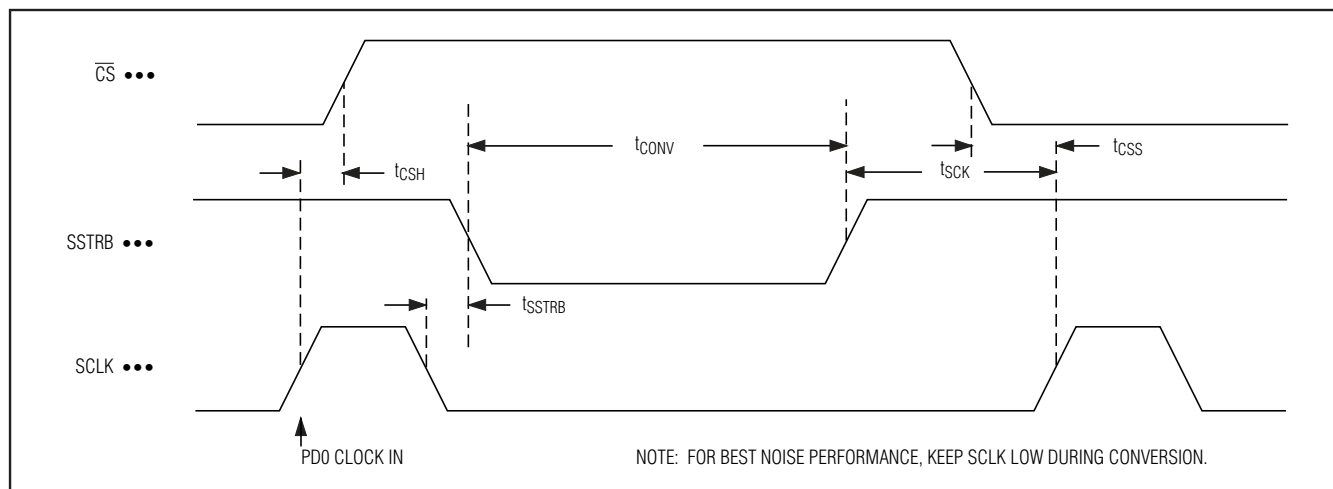 C̅S̅ •••
tCONV
tCSS
tCSH
tSCK
SSTRB •••
tSSTRB
SCLK •••
PD0 CLOCK IN
NOTE: FOR BEST NOISE PERFORMANCE, KEEP SCLK LOW DURING CONVERSION.